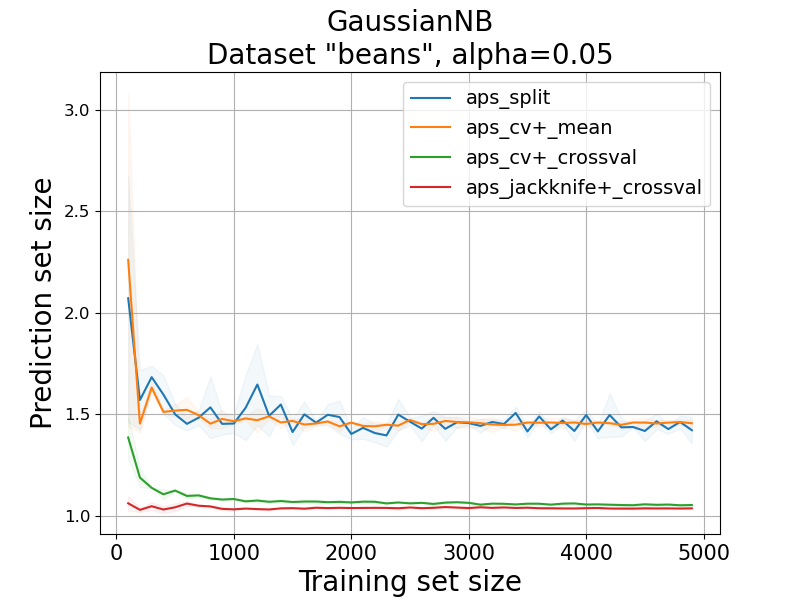 GaussianNB
Dataset "beans", alpha=0.05
aps_split
aps_cv+_mean
aps_cv+_crossval
aps_jackknife+_crossval
Prediction set size
3.0
2.5
2.0
1.5
1.0
0
1000
2000
3000
4000
5000
Training set size